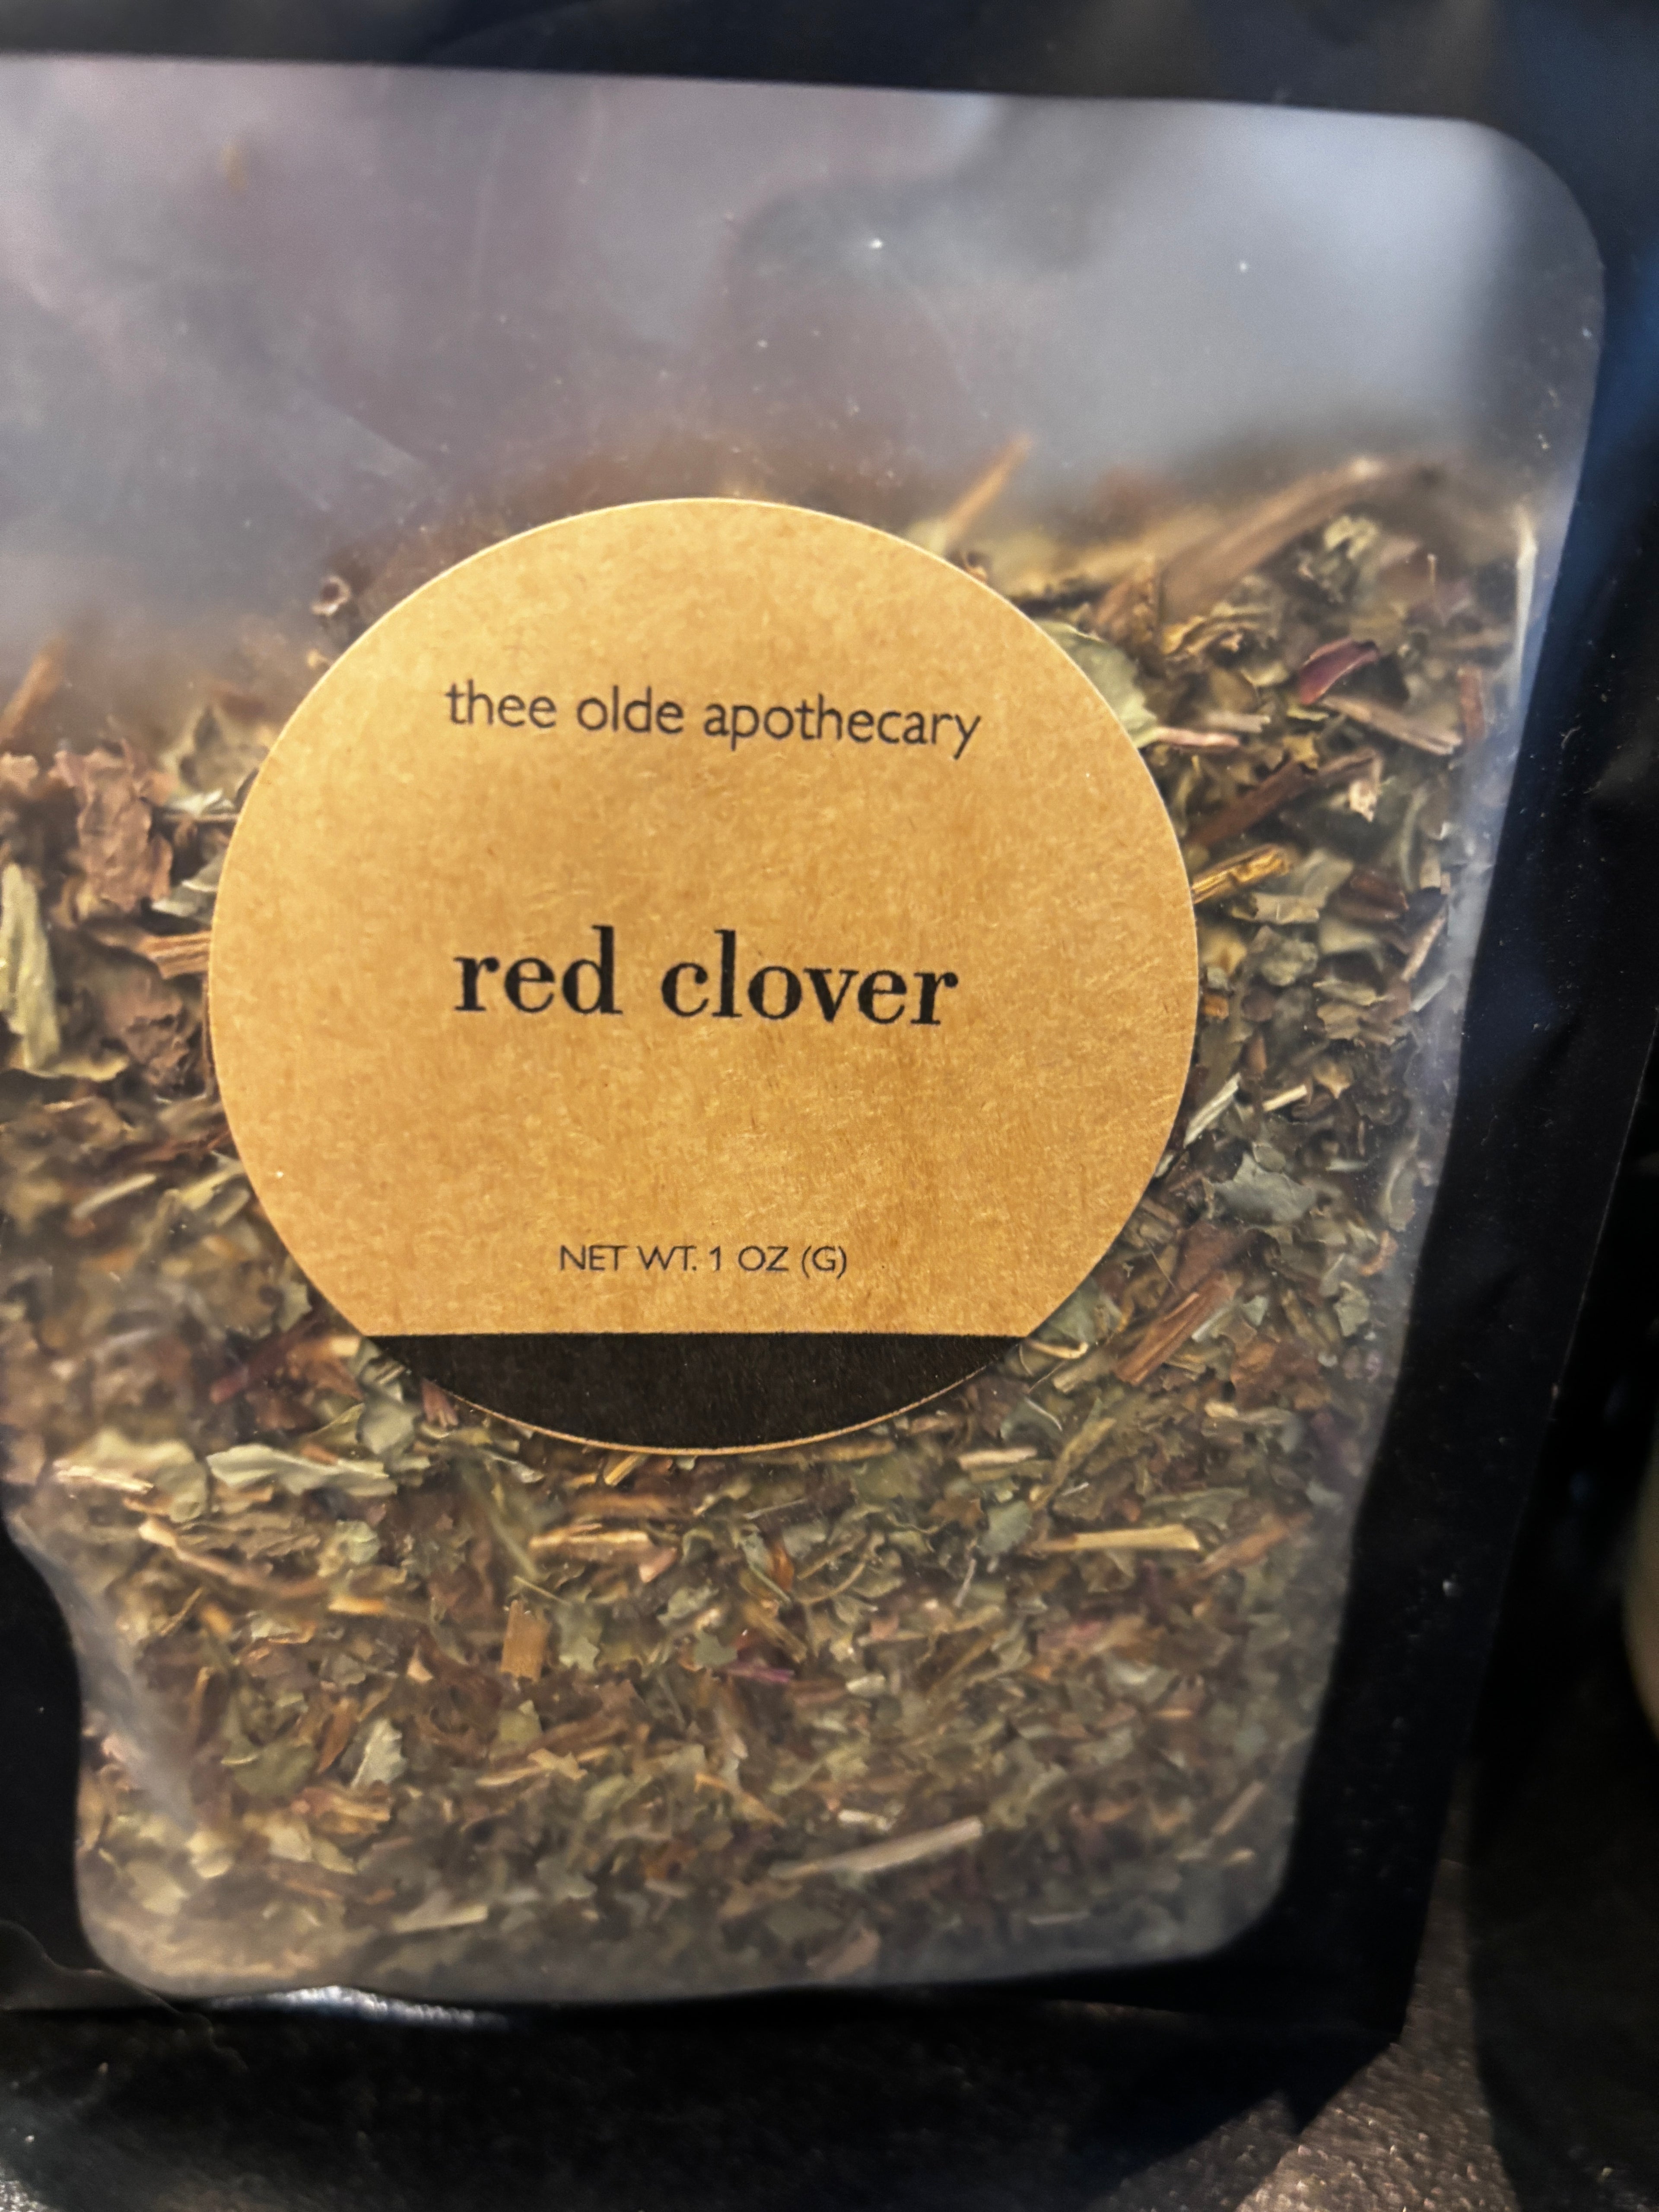 thee olde apothecary
red clover
NET WT. 1 OZ (G)